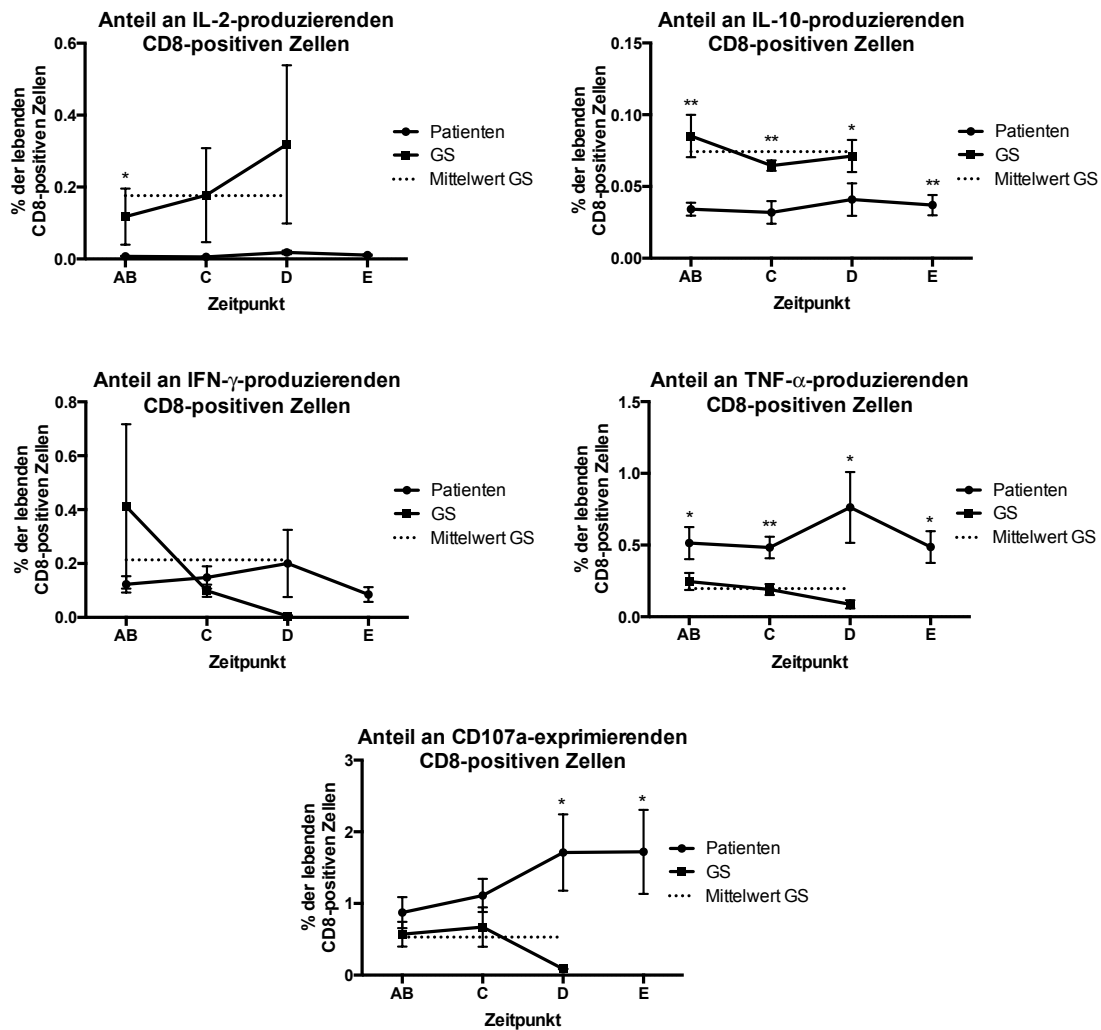 Anteil an IL-2-produzierenden
CD8-positiven Zellen
% der lebenden
CD8-positiven Zellen
0.6
0.4
0.2
0.0
*
AB
C
D
E
Zeitpunkt
Patienten
GS
Mittelwert GS
Anteil an IL-10-produzierenden
CD8-positiven Zellen
% der lebenden
CD8-positiven Zellen
0.15
0.10
0.05
0.00
**
**
*
**
AB
C
D
E
Zeitpunkt
Patienten
GS
Mittelwert GS
Anteil an IFN-γ-produzierenden
CD8-positiven Zellen
% der lebenden
CD8-positiven Zellen
0.8
0.6
0.4
0.2
0.0
AB
C
D
E
Zeitpunkt
Patienten
GS
Mittelwert GS
Anteil an TNF-α-produzierenden
CD8-positiven Zellen
% der lebenden
CD8-positiven Zellen
1.5
1.0
0.5
0.0
*
**
*
*
AB
C
D
E
Zeitpunkt
Patienten
GS
Mittelwert GS
Anteil an CD107a-exprimierenden
CD8-positiven Zellen
% der lebenden
CD8-positiven Zellen
3
2
1
0
*
*
AB
C
D
E
Zeitpunkt
Patienten
GS
Mittelwert GS